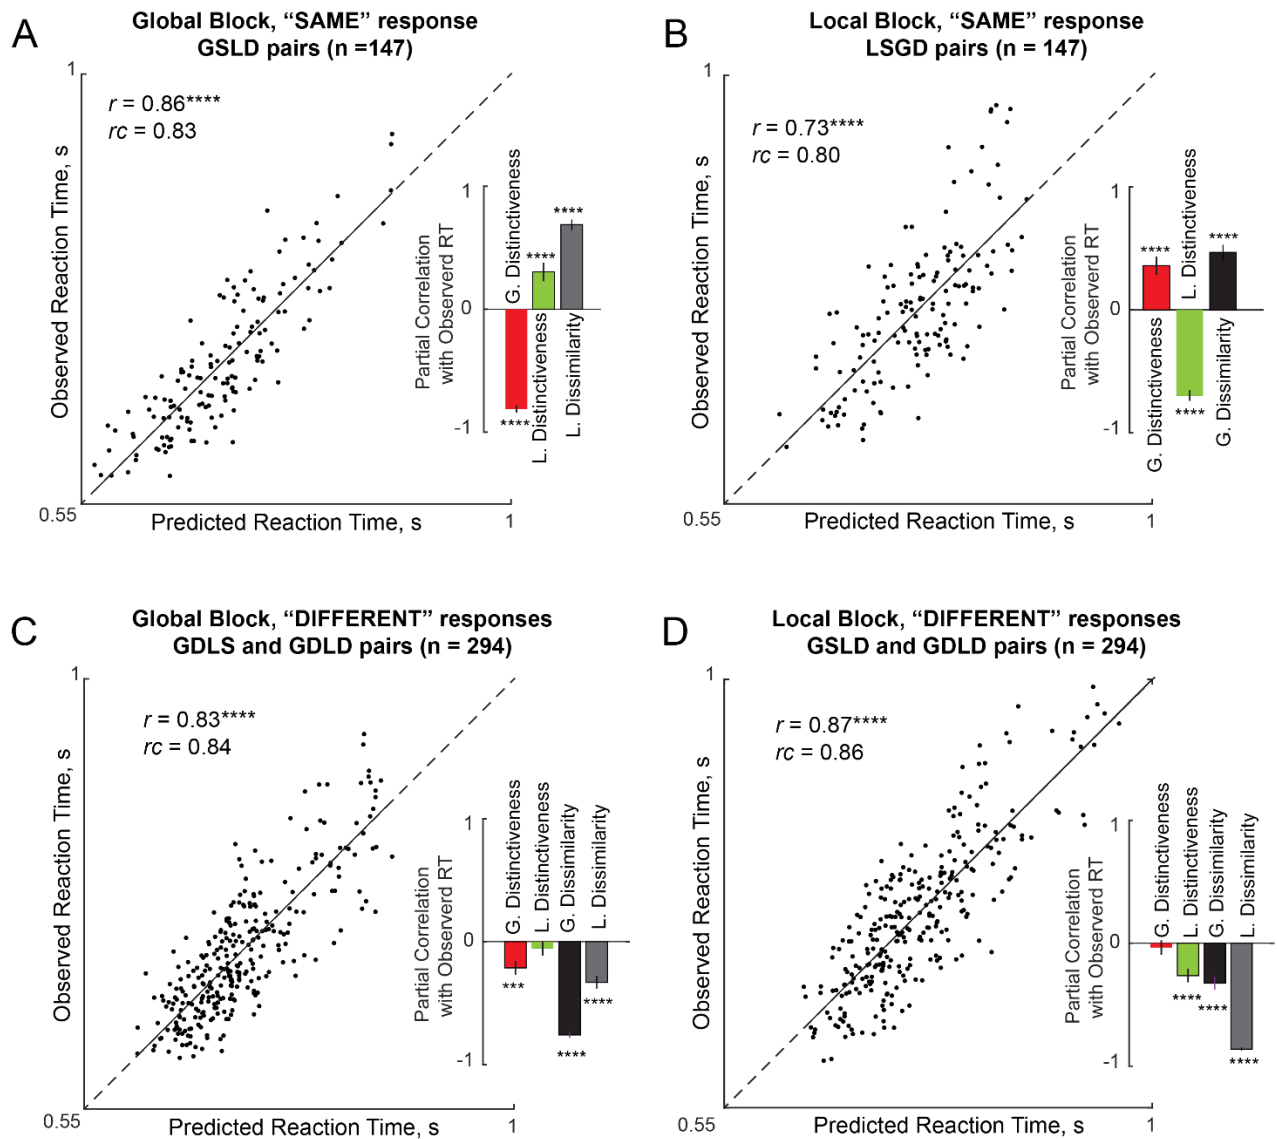 A
Global Block, “SAME” response
GSLD pairs (n =147)
1
r = 0.86****
rc = 0.83
Observed Reaction Time, s
0.55
Predicted Reaction Time, s
1
Partial Correlation
with Observerd RT
1
0
-1
G. Distinctiveness
L. Distinctiveness
L. Dissimilarity
****
****
****
B
Local Block, “SAME” response
LSGD pairs (n = 147)
1
r = 0.73****
rc = 0.80
Observed Reaction Time, s
0.55
Predicted Reaction Time, s
1
Partial Correlation
with Observerd RT
1
0
-1
G. Distinctiveness
L. Distinctiveness
G. Dissimilarity
****
****
****
C
Global Block, “DIFFERENT” responses
GDLS and GDLD pairs (n = 294)
1
r = 0.83****
rc = 0.84
Observed Reaction Time, s
0.55
Predicted Reaction Time, s
1
Partial Correlation
with Observerd RT
1
0
-1
G. Distinctiveness
L. Distinctiveness
G. Dissimilarity
L. Dissimilarity
***
****
****
D
Local Block, “DIFFERENT” responses
GSLD and GDLD pairs (n = 294)
1
r = 0.87****
rc = 0.86
Observed Reaction Time, s
0.55
Predicted Reaction Time, s
1
Partial Correlation
with Observerd RT
1
0
-1
G. Distinctiveness
L. Distinctiveness
G. Dissimilarity
L. Dissimilarity
****
****
****